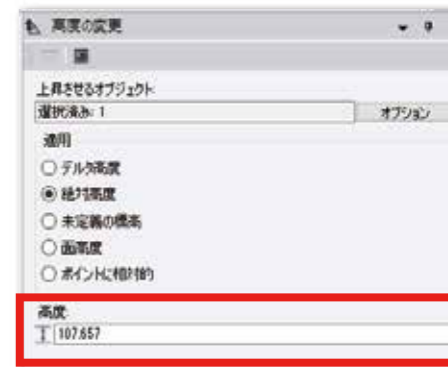 高度の変更
上昇させるオブジェクト:
選択済み: 1
オプション
適用
デルタ高度
絶対高度
未定義の標高
面高度
ポイントに相対的
高度:
107.657